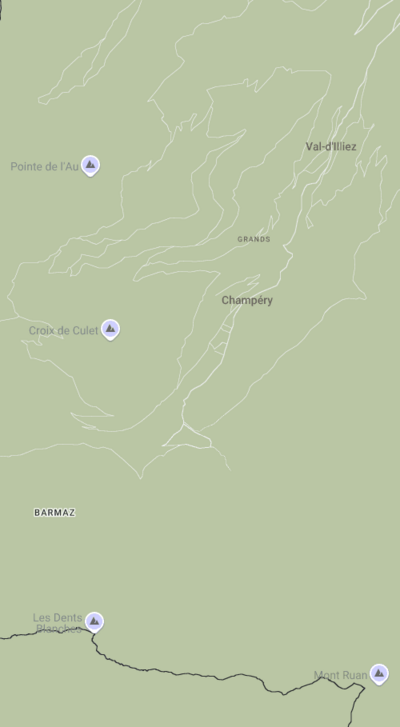 Val-d'Illiez
Pointe de l'Au
GRANDS
Champéry
Croix de Culet
BARMAZ
Les Dents
Blanches
Mont Ruan